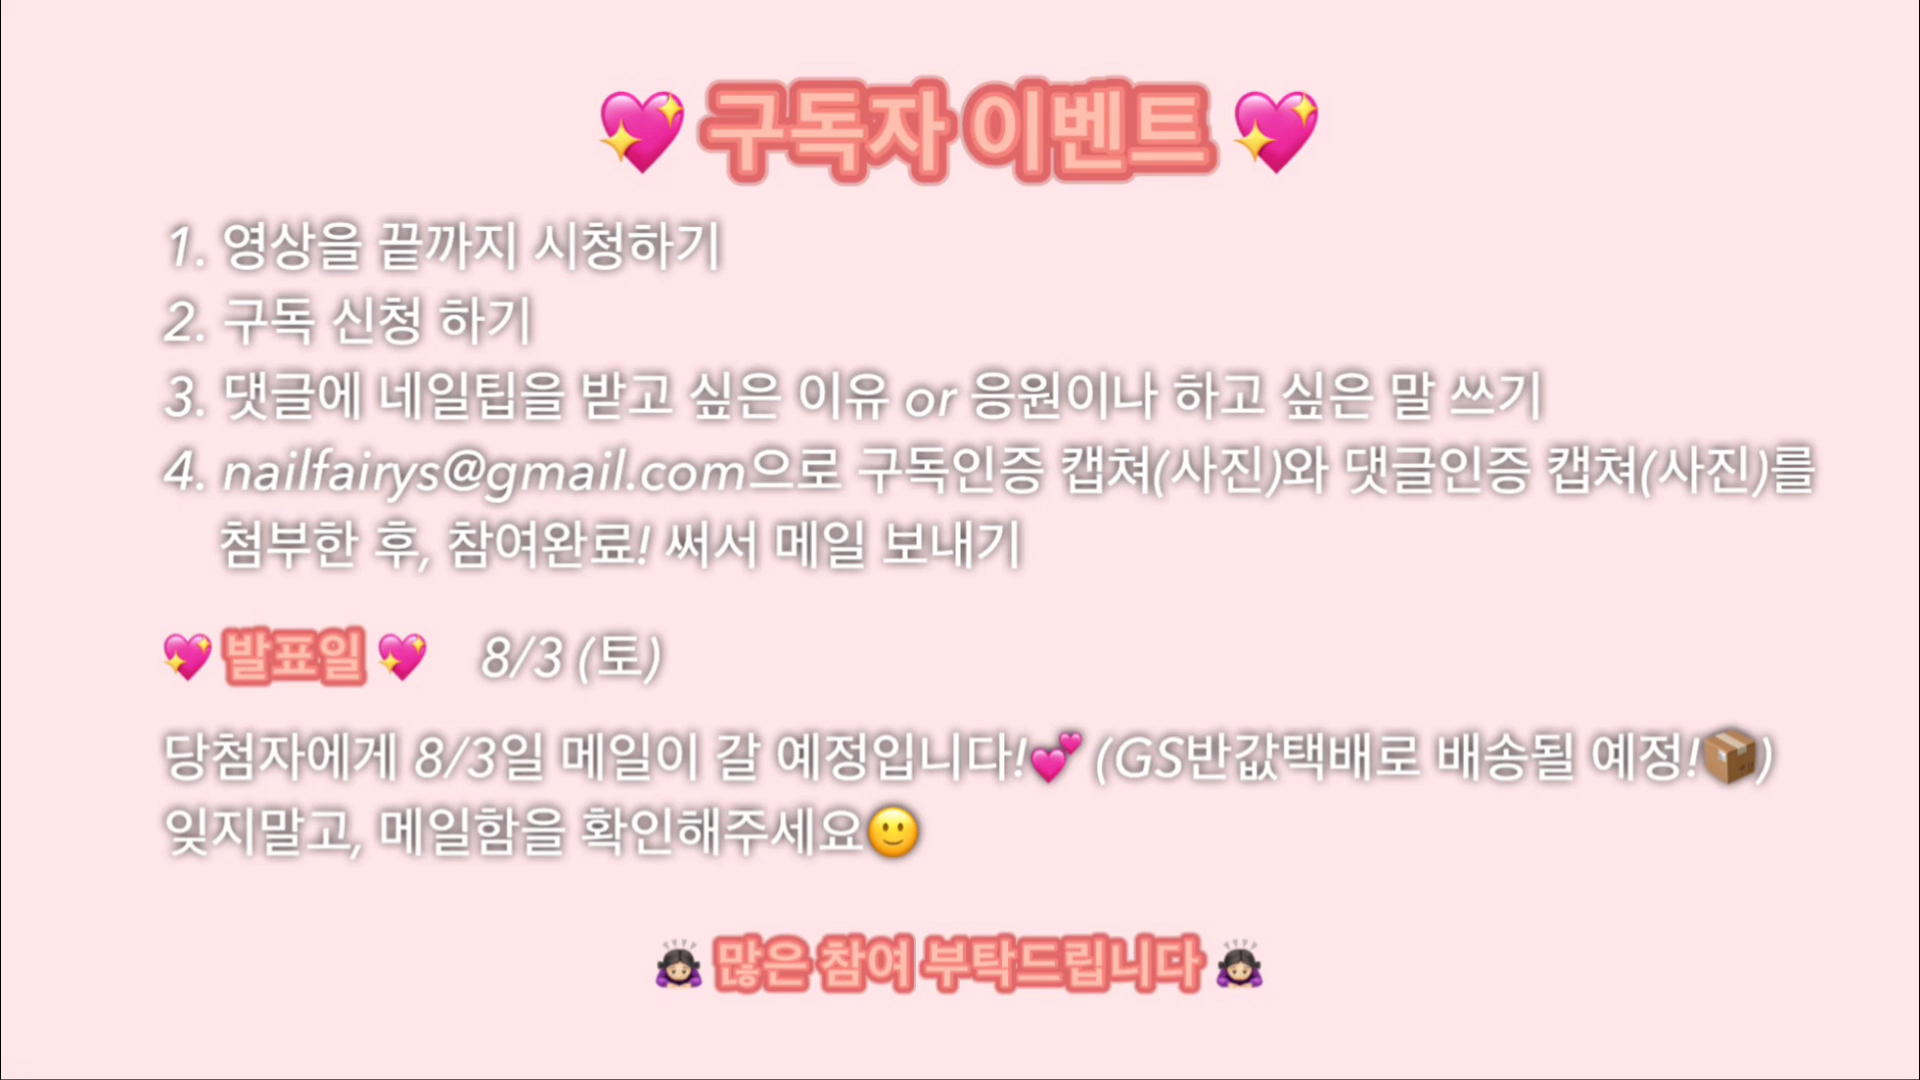 💖 구독자 이벤트 💖
1. 영상을 끝까지 시청하기
2. 구독 신청 하기
3. 댓글에 네일팁을 받고 싶은 이유 or 응원이나 하고 싶은 말 쓰기
4. nailfairys@gmail.com으로 구독인증 캡쳐(사진)와 댓글인증 캡쳐(사진)를
첨부한 후, 참여완료! 써서 메일 보내기
💖 발표일 💖 8/3 (토)
당첨자에게 8/3일 메일이 갈 예정입니다!💕 (GS반값택배로 배송될 예정!📦)
잊지말고, 메일함을 확인해주세요🙂
🙇🏻‍♀️ 많은 참여 부탁드립니다 🙇🏻‍♀️